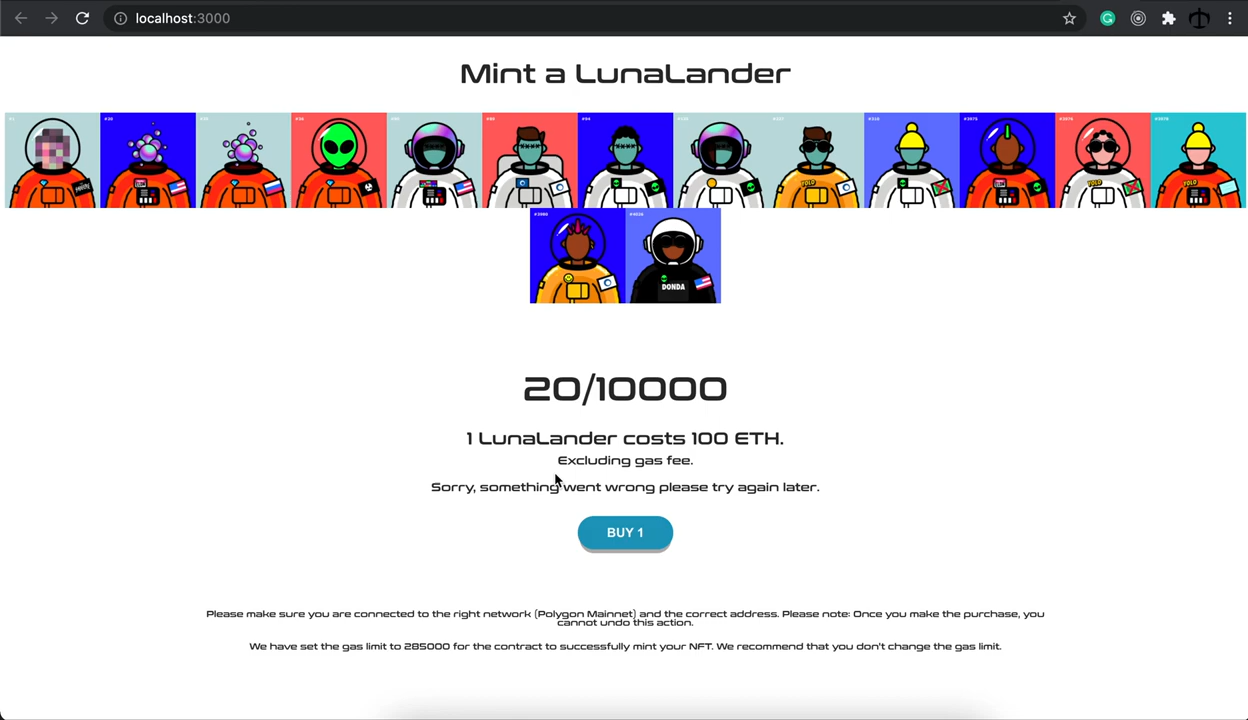 localhost:3000
Mint a LunaLander
YOLO
YOLO
YOLO
DONDA
20/10000
1 LunaLander costs 100 ETH.
Excluding gas fee.
Sorry, something went wrong please try again later.
BUY 1
Please make sure you are connected to the right network (Polygon Mainnet) and the correct address. Please note: Once you make the purchase, you
cannot undo this action.
We have set the gas limit to 285000 for the contract to successfully mint your NFT. We recommend that you don't change the gas limit.